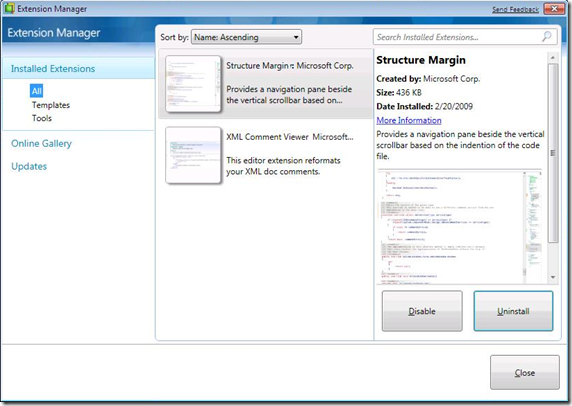 Extension Manager
Send Feedback
Extension Manager
Installed Extensions
All
Templates
Tools
Online Gallery
Updates
Sort by: Name: Ascending
Search Installed Extensions...
Structure Margin : Microsoft Corp.
Provides a navigation pane beside
the vertical scrollbar based on...
XML Comment Viewer Microsoft...
This editor extension reformats
your XML doc comments.
Structure Margin
Created by: Microsoft Corp.
Size: 436 KB
Date Installed: 2/20/2009
More Information
Provides a navigation pane beside the vertical
scrollbar based on the indention of the code
file.
Disable
Uninstall
Close